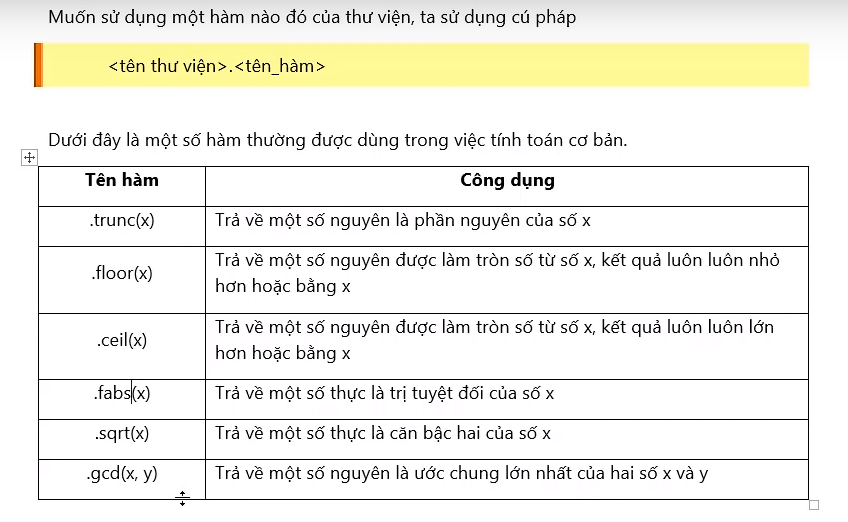 Muốn sử dụng một hàm nào đó của thư viện, ta sử dụng cú pháp
<tên thư viện>.<tên_hàm>
Dưới đây là một số hàm thường được dùng trong việc tính toán cơ bản.
Tên hàm Công dụng
.trunc(x) Trả về một số nguyên là phần nguyên của số x
.floor(x) Trả về một số nguyên được làm tròn số từ số x, kết quả luôn luôn nhỏ
hơn hoặc bằng x
.ceil(x) Trả về một số nguyên được làm tròn số từ số x, kết quả luôn luôn lớn
hơn hoặc bằng x
.fabs(x) Trả về một số thực là trị tuyệt đối của số x
.sqrt(x) Trả về một số thực là căn bậc hai của số x
.gcd(x, y) Trả về một số nguyên là ước chung lớn nhất của hai số x và y